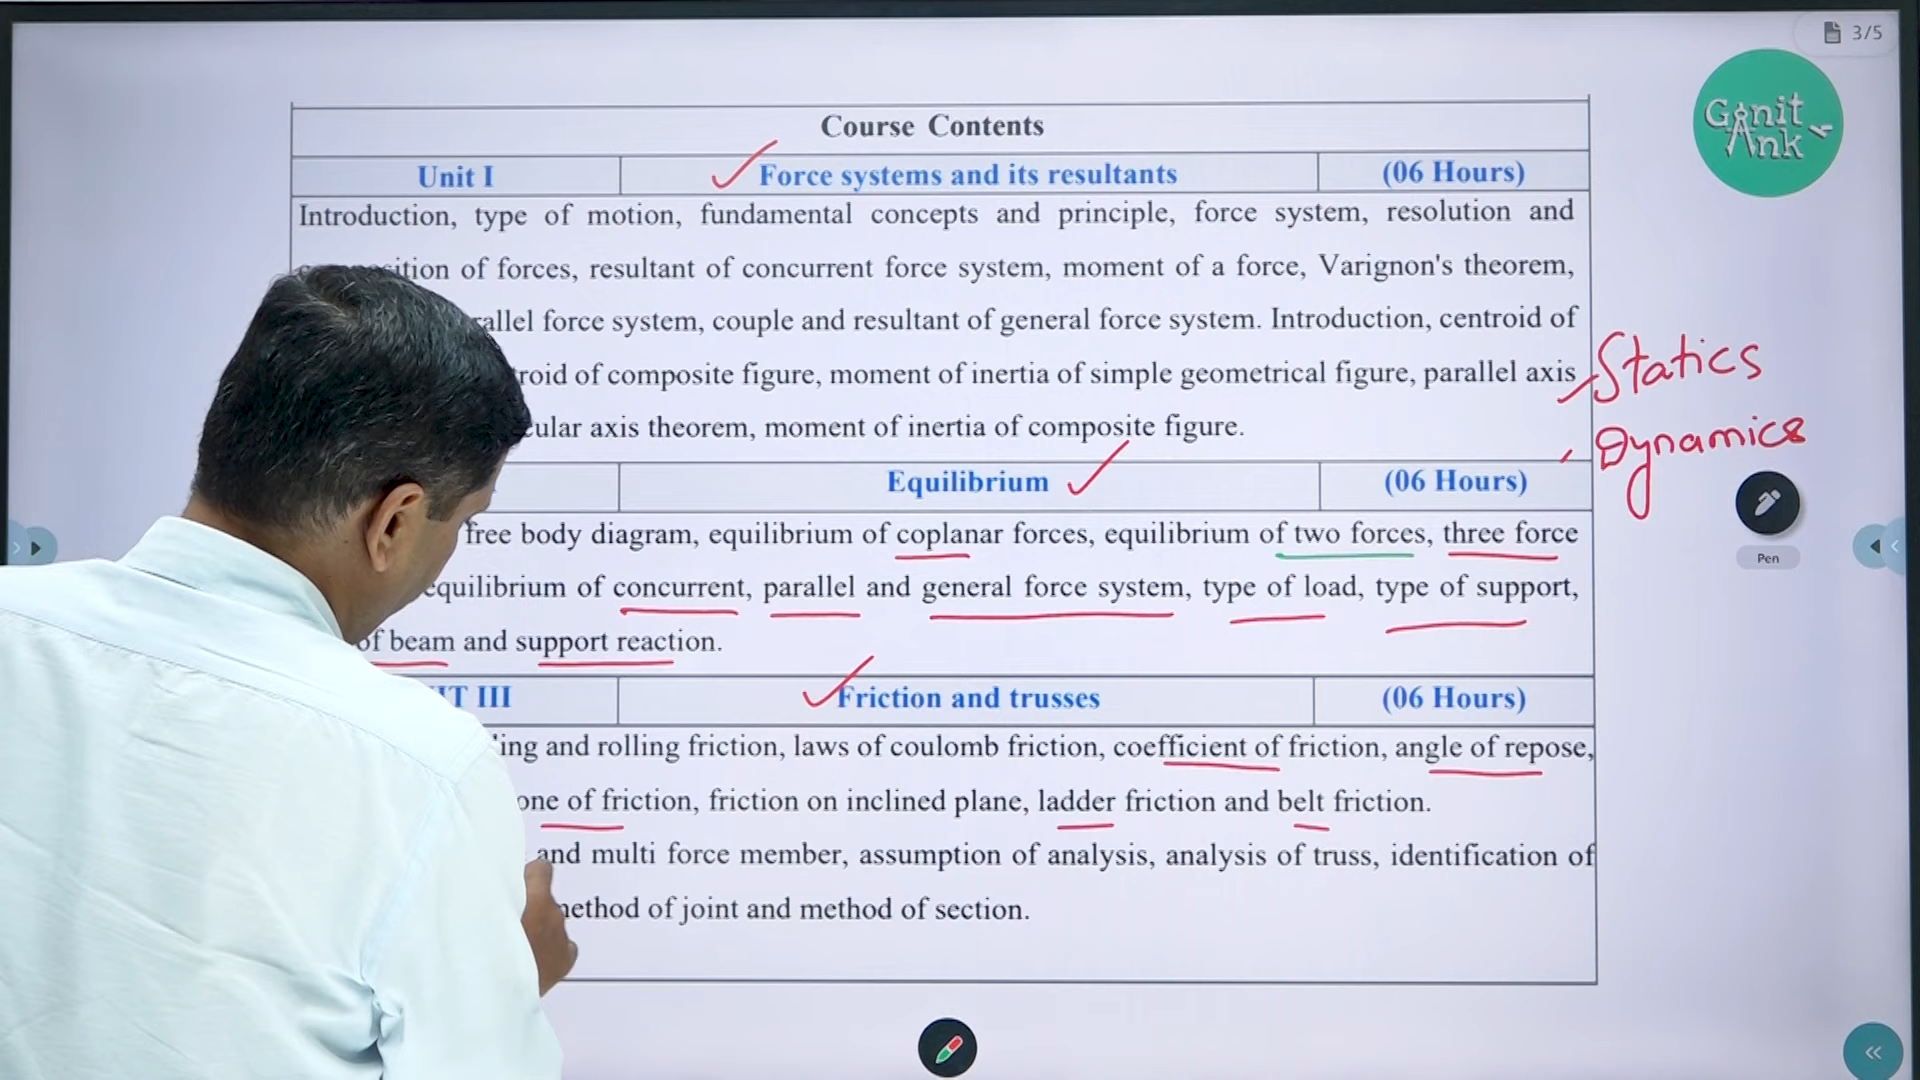 3/5
Ganit Ank
Course Contents
Unit I Force systems and its resultants (06 Hours)
Introduction, type of motion, fundamental concepts and principle, force system, resolution and
of forces, resultant of concurrent force system, moment of a force, Varignon's theorem,
force system, couple and resultant of general force system. Introduction, centroid of
of composite figure, moment of inertia of simple geometrical figure, parallel axis
Statics
axis theorem, moment of inertia of composite figure.
Dynamics
Equilibrium (06 Hours)
free body diagram, equilibrium of coplanar forces, equilibrium of two forces, three force
equilibrium of concurrent, parallel and general force system, type of load, type of support,
of beam and support reaction.
III Friction and trusses (06 Hours)
and rolling friction, laws of coulomb friction, coefficient of friction, angle of repose,
of friction, friction on inclined plane, ladder friction and belt friction.
and multi force member, assumption of analysis, analysis of truss, identification of
method of joint and method of section.
Pen